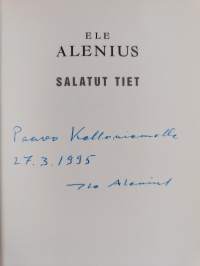 ELE
ALENIUS
SALATUT TIET
Paavo Kallioniemelle
27.3.1995
Ele Alenius